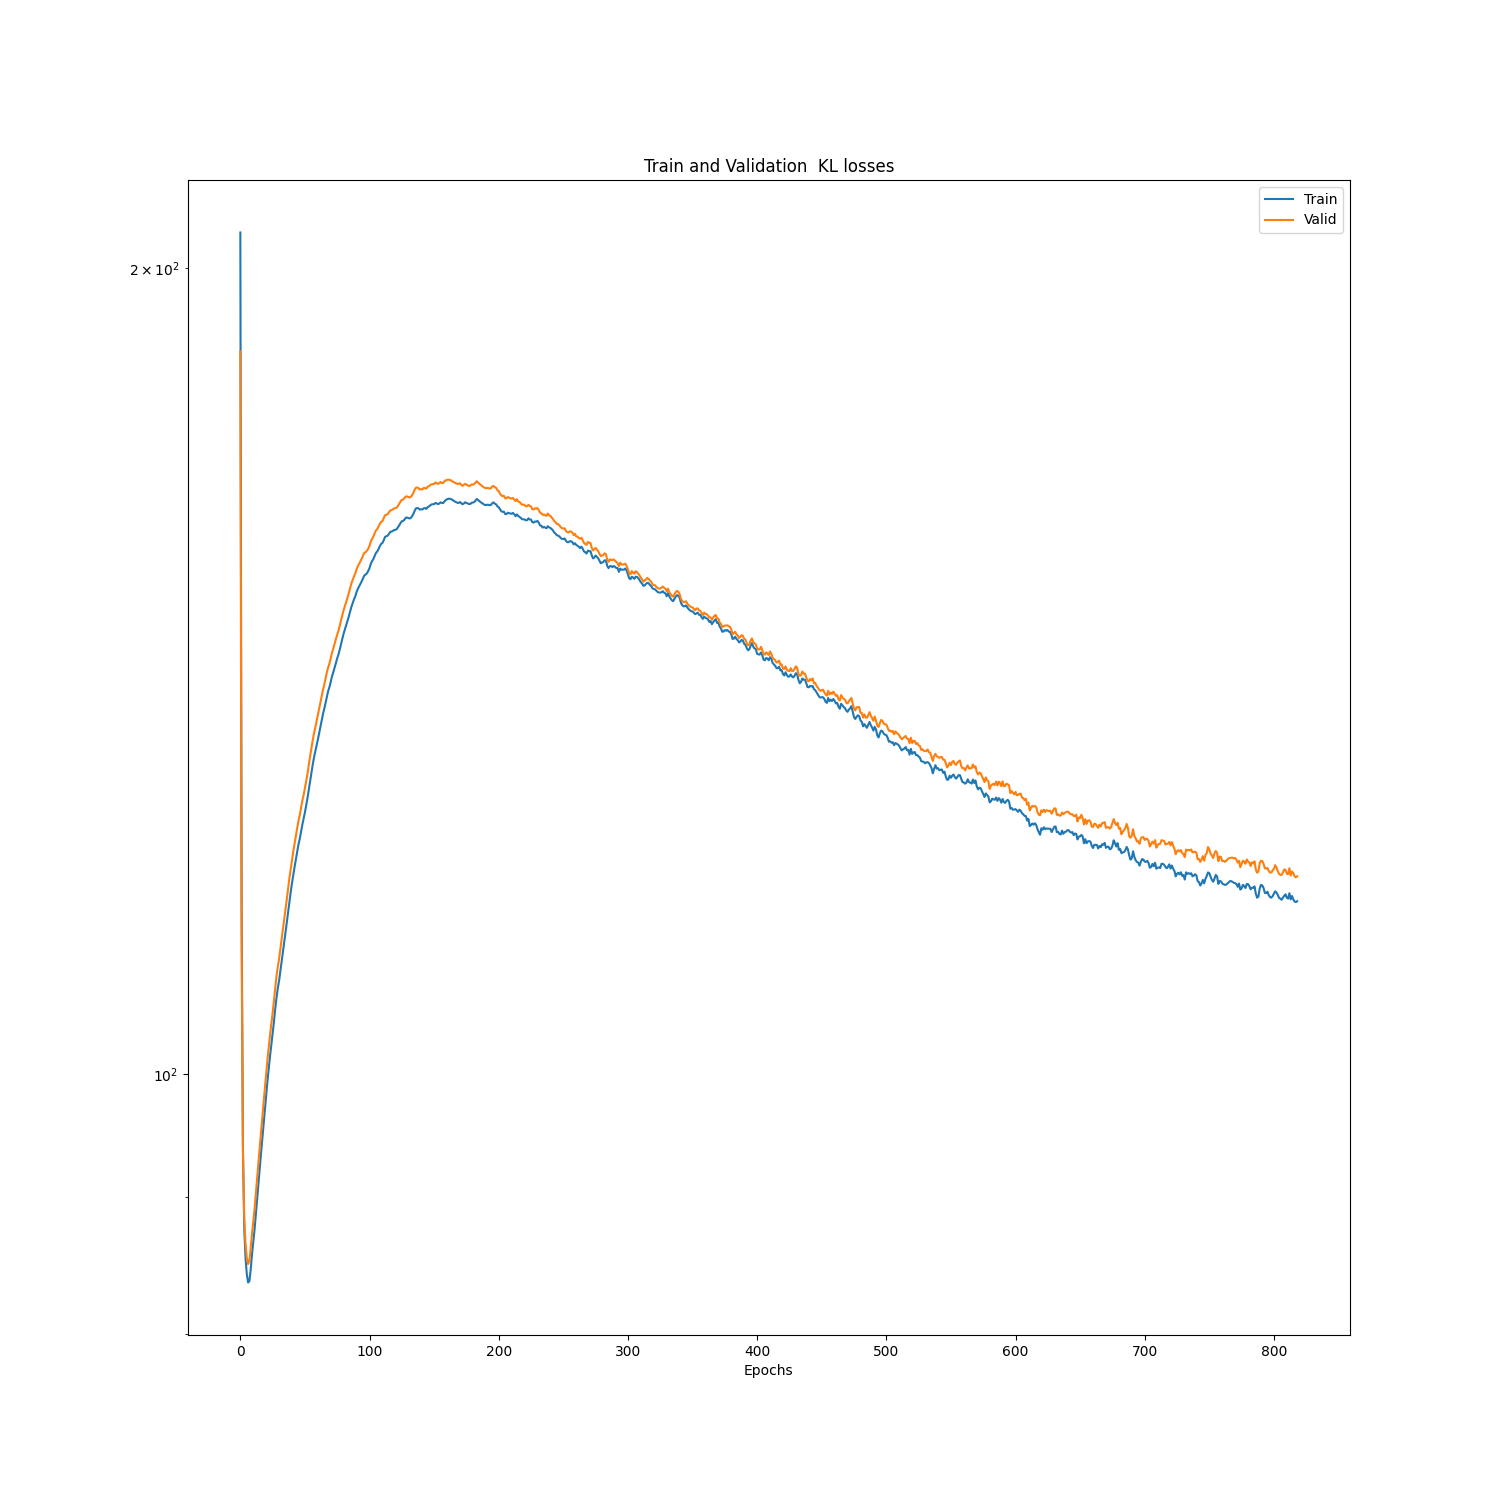 Train and Validation  KL losses
Train
Valid
2 × 10²
10²
0 100 200 300 400 500 600 700 800
Epochs